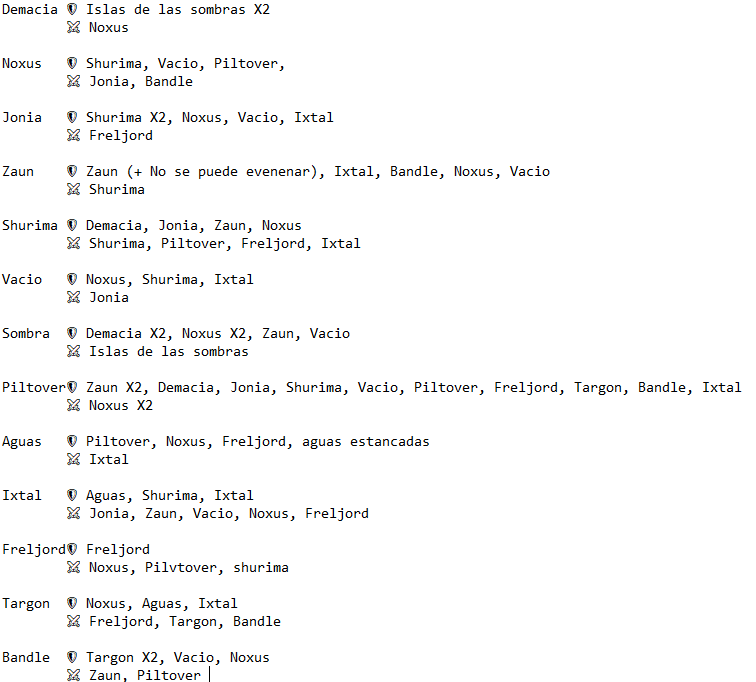 Demacia 🛡 Islas de las sombras X2
⚔ Noxus
Noxus 🛡 Shurima, Vacio, Piltover,
⚔ Jonia, Bandle
Jonia 🛡 Shurima X2, Noxus, Vacio, Ixtal
⚔ Freljord
Zaun 🛡 Zaun (+ No se puede evenenar), Ixtal, Bandle, Noxus, Vacio
⚔ Shurima
Shurima 🛡 Demacia, Jonia, Zaun, Noxus
⚔ Shurima, Piltover, Freljord, Ixtal
Vacio 🛡 Noxus, Shurima, Ixtal
⚔ Jonia
Sombra 🛡 Demacia X2, Noxus X2, Zaun, Vacio
⚔ Islas de las sombras
Piltover🛡 Zaun X2, Demacia, Jonia, Shurima, Vacio, Piltover, Freljord, Targon, Bandle, Ixtal
⚔ Noxus X2
Aguas 🛡 Piltover, Noxus, Freljord, aguas estancadas
⚔ Ixtal
Ixtal 🛡 Aguas, Shurima, Ixtal
⚔ Jonia, Zaun, Vacio, Noxus, Freljord
Freljord🛡 Freljord
⚔ Noxus, Pilvtover, shurima
Targon 🛡 Noxus, Aguas, Ixtal
⚔ Freljord, Targon, Bandle
Bandle 🛡 Targon X2, Vacio, Noxus
⚔ Zaun, Piltover